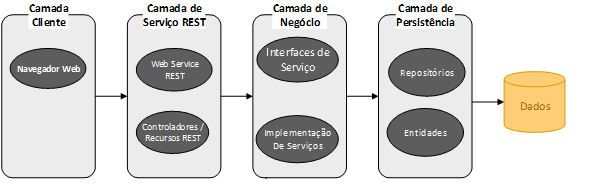 Camada
Cliente
Navegador Web
Camada de
Serviço REST
Web Service
REST
Controladores /
Recursos REST
Camada de
Negócio
Interfaces de
Serviço
Implementação
De Serviços
Camada de
Persistência
Repositórios
Entidades
Dados